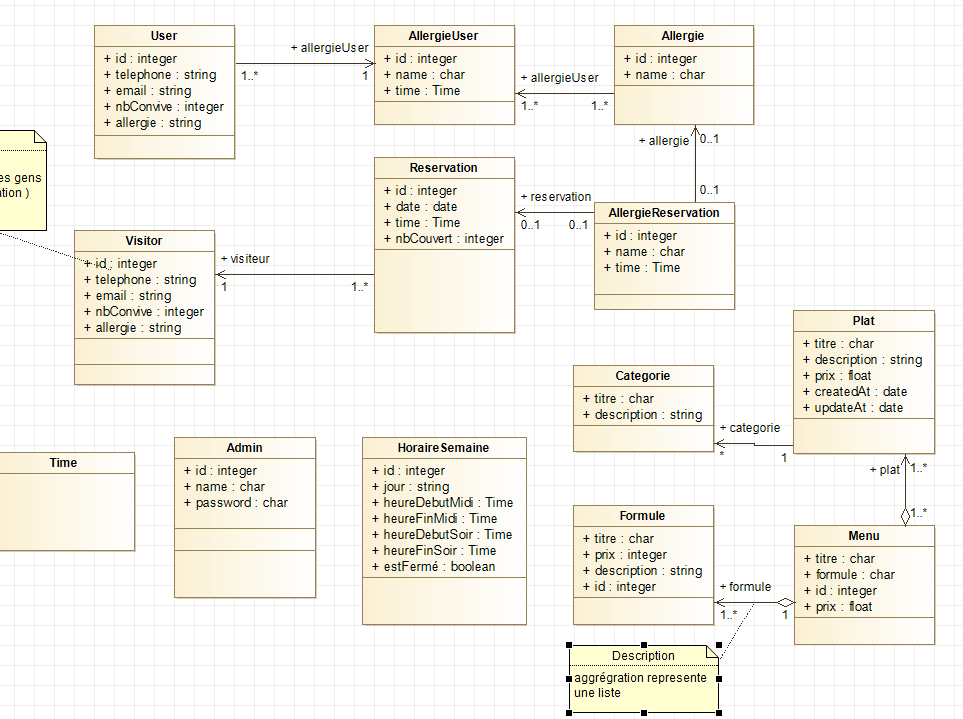 User
+ id : integer
+ telephone : string
+ email : string
+ nbConvive : integer
+ allergie : string
+ allergieUser
1..*
1
AllergieUser
+ id : integer
+ name : char
+ time : Time
+ allergieUser
1..*
1..*
Allergie
+ id : integer
+ name : char
+ allergie
0..1
0..1
es gens
tion )
Reservation
+ id : integer
+ date : date
+ time : Time
+ nbCouvert : integer
+ reservation
0..1
0..1
AllergieReservation
+ id : integer
+ name : char
+ time : Time
Visitor
+ id : integer
+ telephone : string
+ email : string
+ nbConvive : integer
+ allergie : string
+ visiteur
1
1..*
Plat
+ titre : char
+ description : string
+ prix : float
+ createdAt : date
+ updateAt : date
Categorie
+ titre : char
+ description : string
+ categorie
*
1
+ plat
1..*
1..*
Time
Admin
+ id : integer
+ name : char
+ password : char
HoraireSemaine
+ id : integer
+ jour : string
+ heureDebutMidi : Time
+ heureFinMidi : Time
+ heureDebutSoir : Time
+ heureFinSoir : Time
+ estFermé : boolean
Formule
+ titre : char
+ prix : integer
+ description : string
+ id : integer
+ formule
1..*
1
Menu
+ titre : char
+ formule : char
+ id : integer
+ prix : float
Description
aggrégration represente
une liste